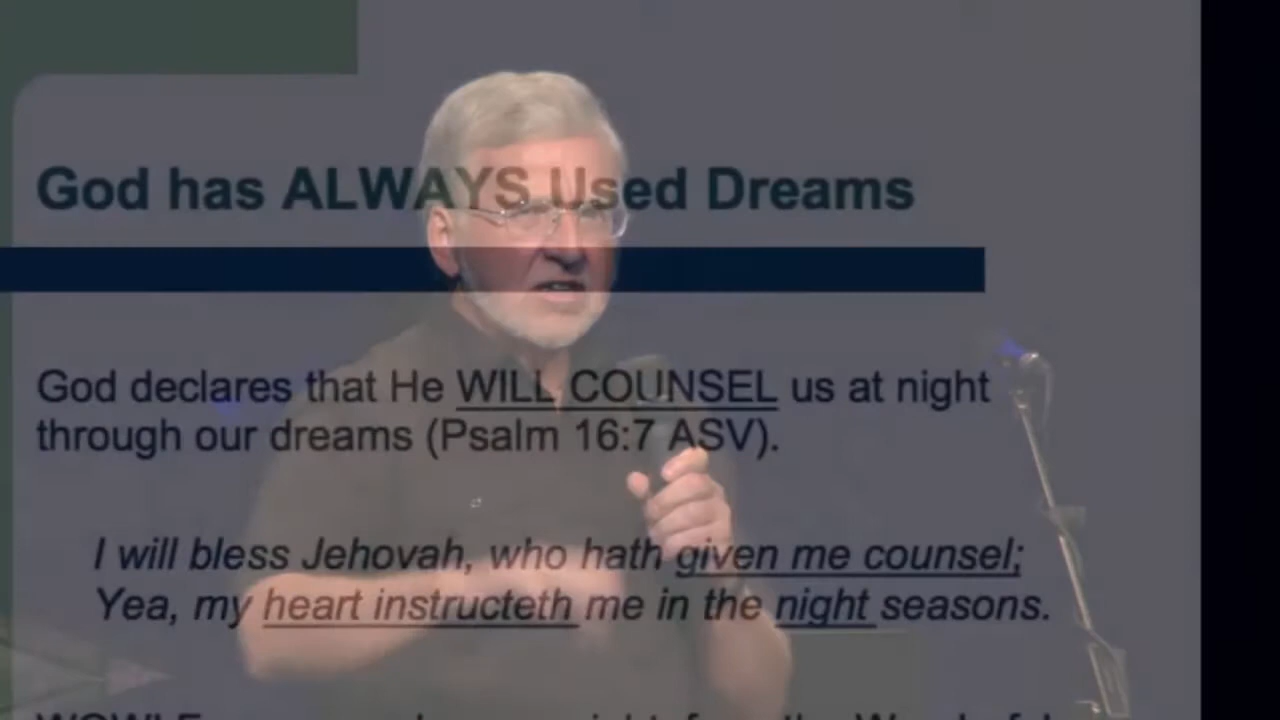 God has ALWAYS Used Dreams
God declares that He WILL COUNSEL us at night
through our dreams (Psalm 16:7 ASV).
I will bless Jehovah, who hath given me counsel;
Yea, my heart instructeth me in the night seasons.